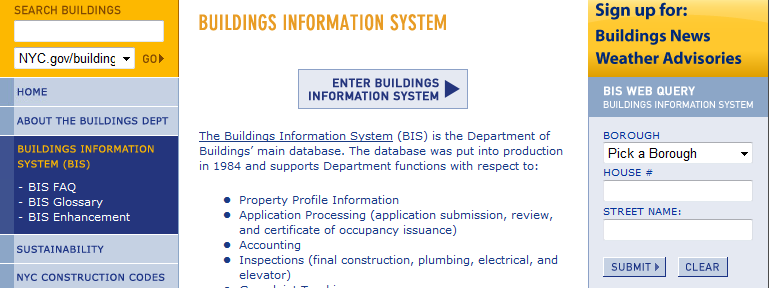 SEARCH BUILDINGS
NYC.gov/building
GO
HOME
ABOUT THE BUILDINGS DEPT
BUILDINGS INFORMATION
SYSTEM (BIS)
- BIS FAQ
- BIS Glossary
- BIS Enhancement
SUSTAINABILITY
NYC CONSTRUCTION CODES
BUILDINGS INFORMATION SYSTEM
ENTER BUILDINGS
INFORMATION SYSTEM
The Buildings Information System (BIS) is the Department of
Buildings' main database. The database was put into production
in 1984 and supports Department functions with respect to:
● Property Profile Information
● Application Processing (application submission, review,
and certificate of occupancy issuance)
● Accounting
● Inspections (final construction, plumbing, electrical, and
elevator)
Sign up for:
Buildings News
Weather Advisories
BIS WEB QUERY
BUILDINGS INFORMATION SYSTEM
BOROUGH
Pick a Borough
HOUSE #
STREET NAME:
SUBMIT
CLEAR